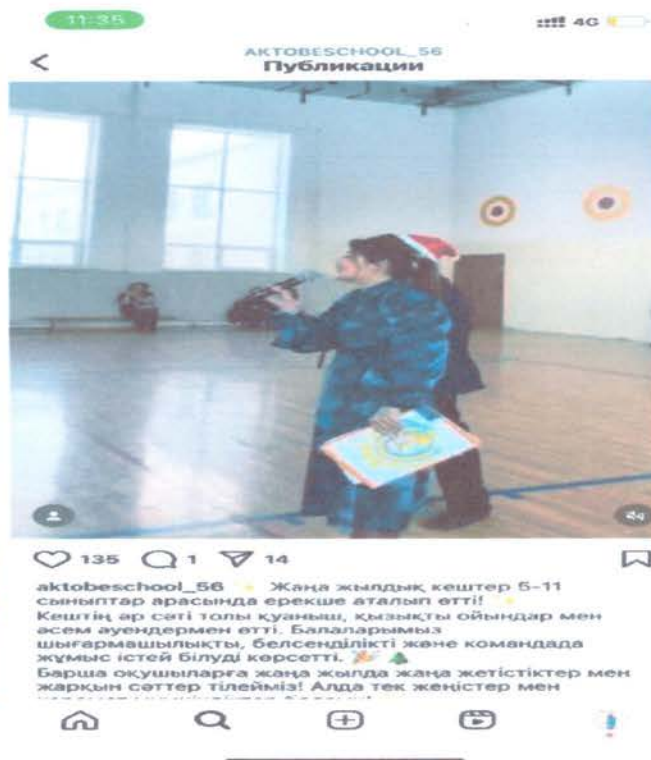 11:35
4G
AKTOBESCHOOL_56
Публикации
135 1 14
aktobeschool_56 ✨ Жаңа жылдық кештер 5-11
сыныптар арасында ерекше аталып өтті! ✨
Кештің әр сәті толы қуаныш, қызықты ойындар мен
әсем әуендермен өтті. Балаларымыз
шығармашылықты, белсенділікті және командада
жұмыс істей білуді көрсетті. 🎉 🎄
Барша оқушыларға жаңа жылда жаңа жетістіктер мен
жарқын сәттер тілейміз! Алда тек жеңістер мен